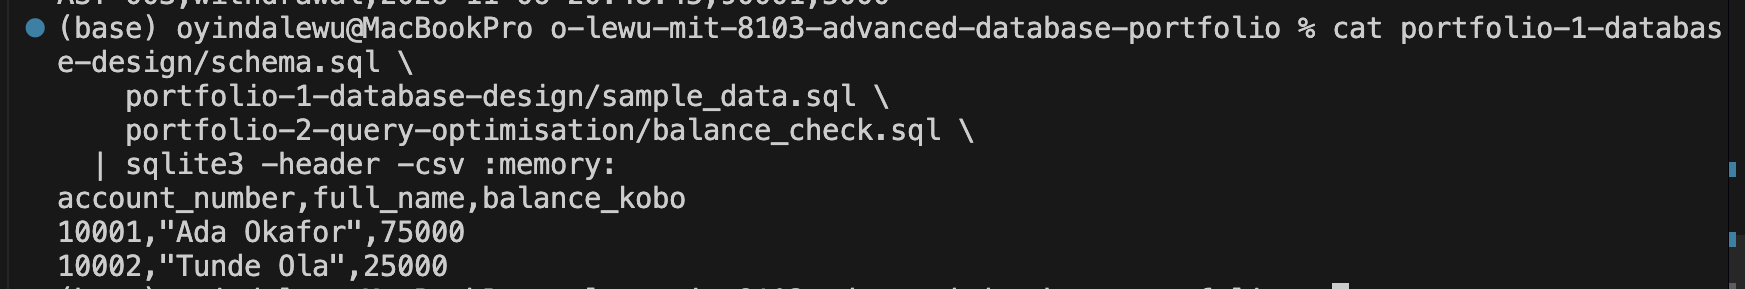 (base) oyindalewu@MacBookPro o-lewu-mit-8103-advanced-database-portfolio % cat portfolio-1-databas
e-design/schema.sql \
portfolio-1-database-design/sample_data.sql \
portfolio-2-query-optimisation/balance_check.sql \
| sqlite3 -header -csv :memory:
account_number,full_name,balance_kobo
10001,"Ada Okafor",75000
10002,"Tunde Ola",25000